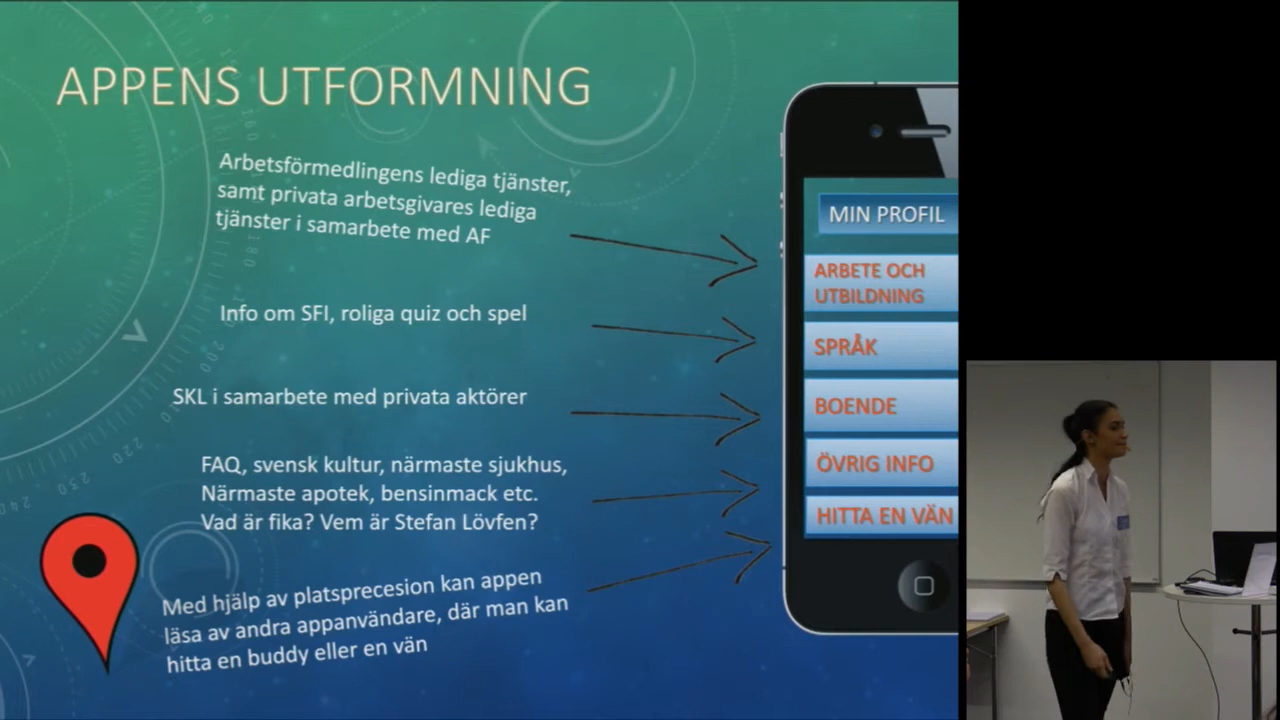 APPENS UTFORMNING
Arbetsförmedlingens lediga tjänster,
samt privata arbetsgivares lediga
tjänster i samarbete med AF
Info om SFI, roliga quiz och spel
SKL i samarbete med privata aktörer
FAQ, svensk kultur, närmaste sjukhus,
Närmaste apotek, bensinmack etc.
Vad är fika? Vem är Stefan Lövfen?
Med hjälp av platsprecesion kan appen
läsa av andra appanvändare, där man kan
hitta en buddy eller en vän
MIN PROFIL
ARBETE OCH
UTBILDNING
SPRÅK
BOENDE
ÖVRIG INFO
HITTA EN VÄN